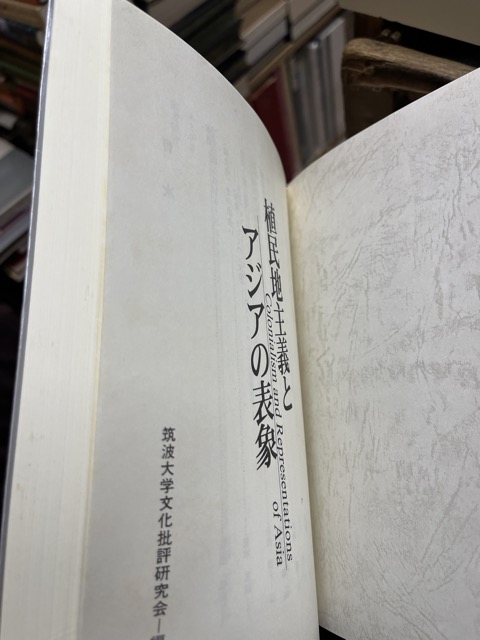 植民地主義と
アジアの表象
Colonialism and Representations
of Asia
筑波大学文化批評研究会—編